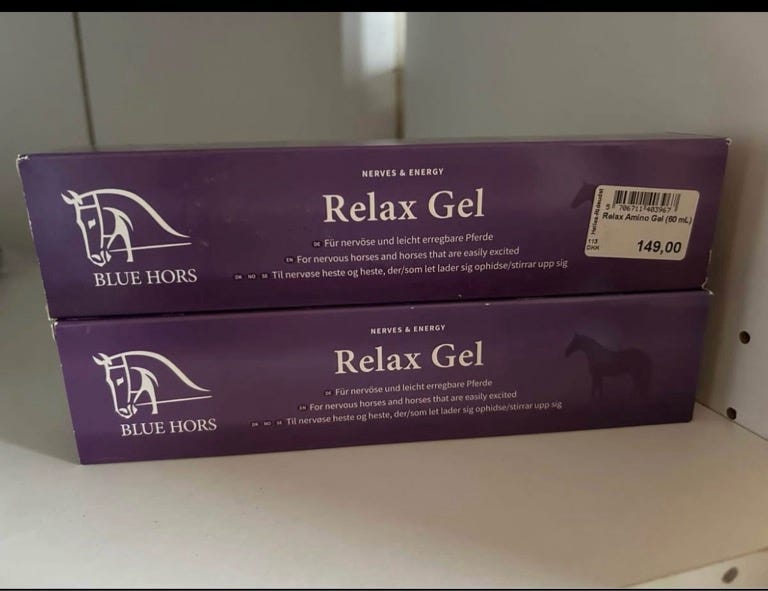 NERVES & ENERGY
Relax Gel
DE Für nervöse und leicht erregbare Pferde
EN For nervous horses and horses that are easily excited
DK NO SE Til nervøse heste og heste, der/som let lader sig ophidse/stirrar upp sig
BLUE HORS
Relax Amino Gel (60 mL)
113
DKK
149,00
NERVES & ENERGY
Relax Gel
DE Für nervöse und leicht erregbare Pferde
EN For nervous horses and horses that are easily excited
DK NO SE Til nervøse heste og heste, der/som let lader sig ophidse/stirrar upp sig
BLUE HORS